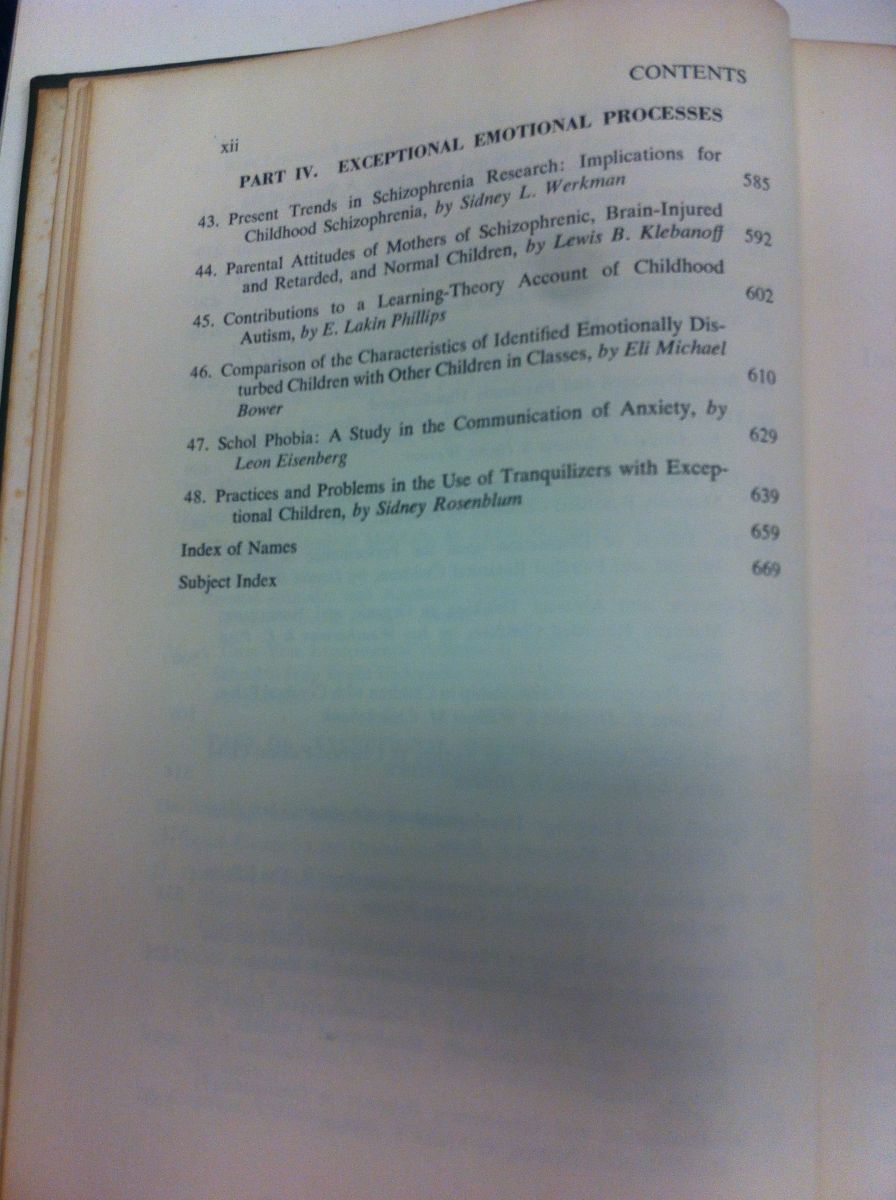 CONTENTS
xii
PART IV. EXCEPTIONAL EMOTIONAL PROCESSES
43. Present Trends in Schizophrenia Research: Implications for
Childhood Schizophrenia, by Sidney L. Werkman 585
44. Parental Attitudes of Mothers of Schizophrenic, Brain-Injured
and Retarded, and Normal Children, by Lewis B. Klebanoff 592
45. Contributions to a Learning-Theory Account of Childhood
Autism, by E. Lakin Phillips 602
46. Comparison of the Characteristics of Identified Emotionally Dis-
turbed Children with Other Children in Classes, by Eli Michael
Bower 610
47. Schol Phobia: A Study in the Communication of Anxiety, by
Leon Eisenberg 629
48. Practices and Problems in the Use of Tranquilizers with Excep-
tional Children, by Sidney Rosenblum 639
Index of Names 659
Subject Index 669